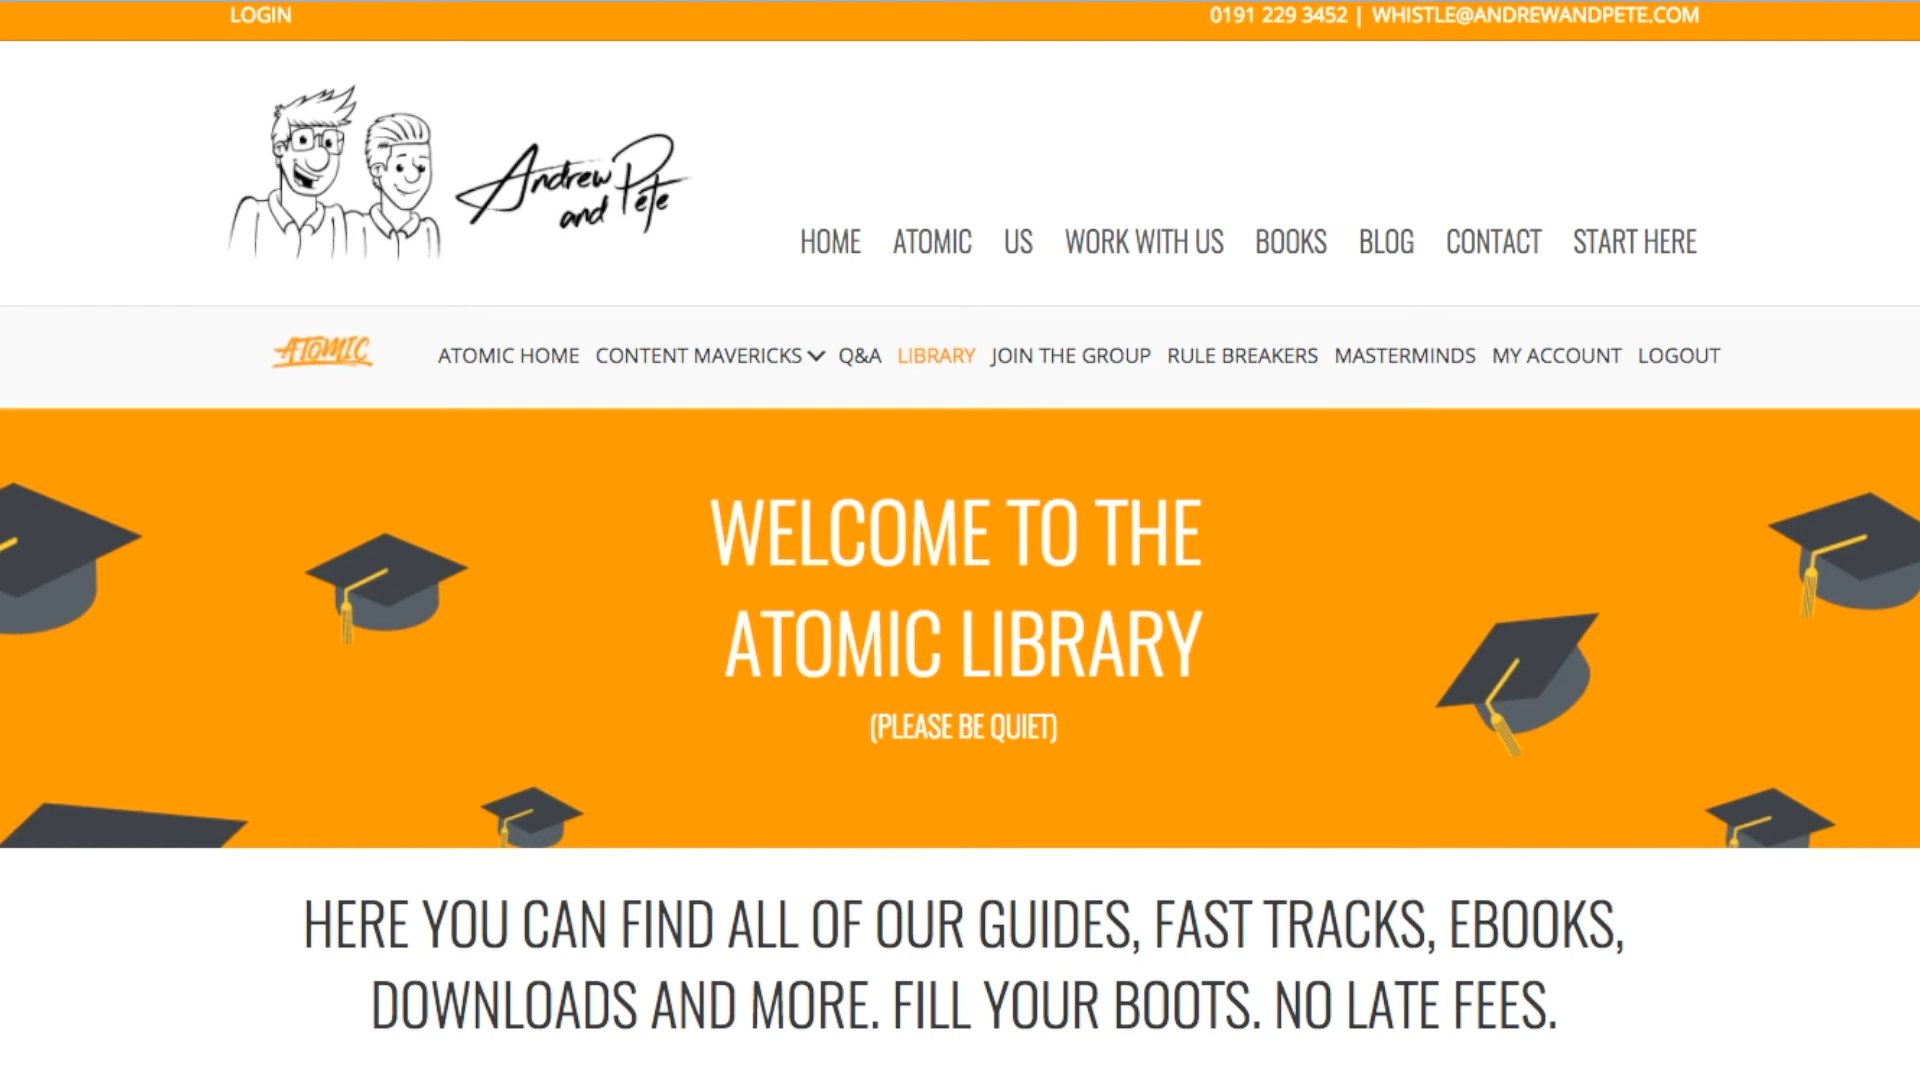 LOGIN
0191 229 3452 | WHISTLE@ANDREWANDPETE.COM
Andrew
and Pete
HOME ATOMIC US WORK WITH US BOOKS BLOG CONTACT START HERE
ATOMIC
ATOMIC HOME CONTENT MAVERICKS Q&A LIBRARY JOIN THE GROUP RULE BREAKERS MASTERMINDS MY ACCOUNT LOGOUT
WELCOME TO THE
ATOMIC LIBRARY
(PLEASE BE QUIET)
HERE YOU CAN FIND ALL OF OUR GUIDES, FAST TRACKS, EBOOKS,
DOWNLOADS AND MORE. FILL YOUR BOOTS. NO LATE FEES.